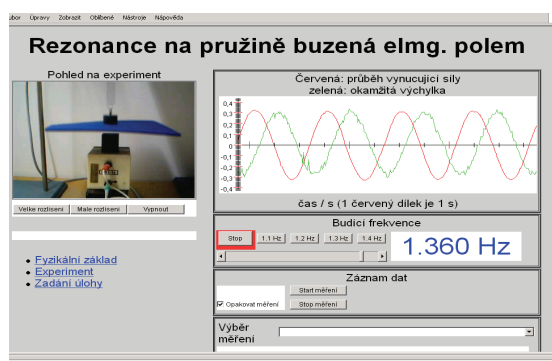 ubor Úpravy Zobrazit Oblíbené Nástroje Nápověda
Rezonance na pružině buzená elmg. polem
Pohled na experiment
Velke rozliseni Male rozliseni Vypnout
Fyzikální základ
Experiment
Zadání úlohy
Červená: průběh vynucující síly
zelená: okamžitá výchylka
0,4
0,3
0,2
0,1
0
-0,1
-0,2
-0,3
-0,4
čas / s (1 červený dílek je 1 s)
Budící frekvence
Stop 1.1 Hz 1.2 Hz 1.3 Hz 1.4 Hz 1.360 Hz
Záznam dat
Start měření
Opakovat měření Stop měření
Výběr
měření